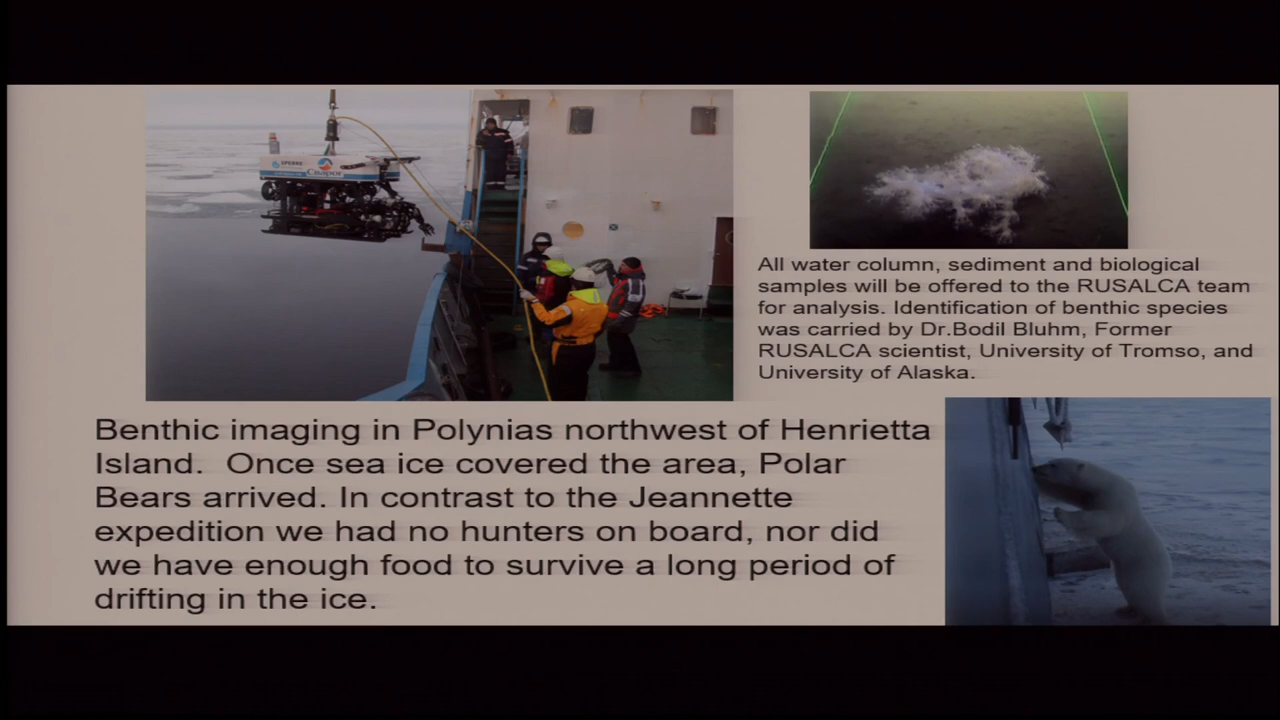 SPERRE
Сварог
All water column, sediment and biological
samples will be offered to the RUSALCA team
for analysis. Identification of benthic species
was carried by Dr.Bodil Bluhm, Former
RUSALCA scientist, University of Tromso, and
University of Alaska.
Benthic imaging in Polynias northwest of Henrietta
Island.  Once sea ice covered the area, Polar
Bears arrived. In contrast to the Jeannette
expedition we had no hunters on board, nor did
we have enough food to survive a long period of
drifting in the ice.